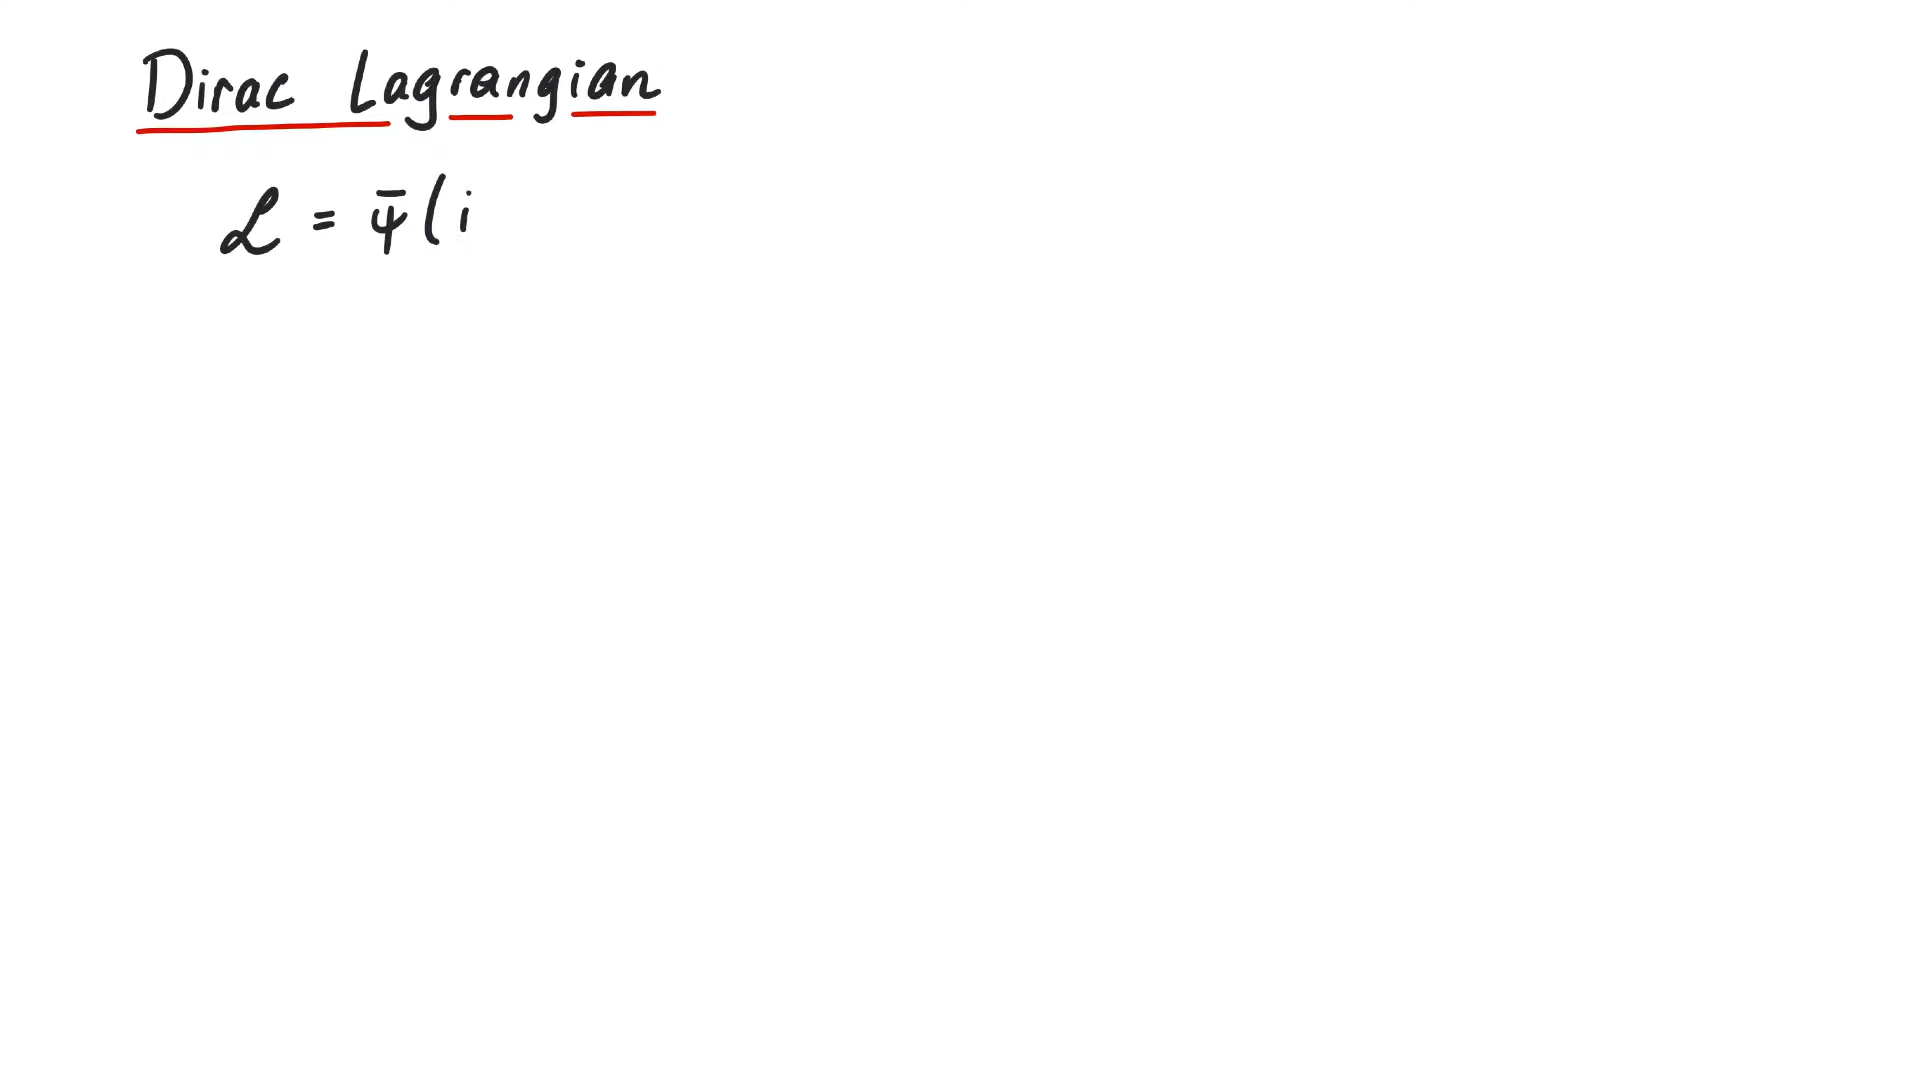 Dirac Lagrangian
ℒ = ψ̄ ( i